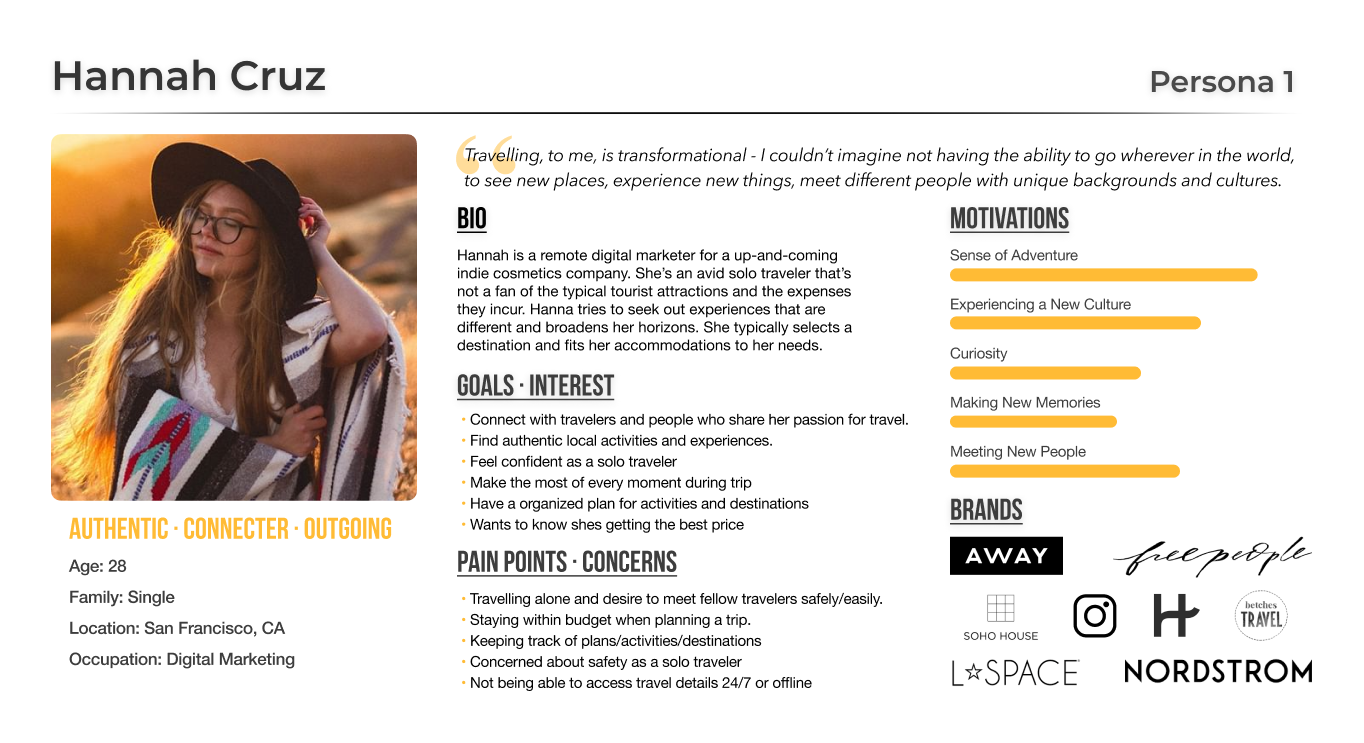 Hannah Cruz
Persona 1
“
Travelling, to me, is transformational - I couldn’t imagine not having the ability to go wherever in the world,
to see new places, experience new things, meet different people with unique backgrounds and cultures.
AUTHENTIC · CONNECTER · OUTGOING
Age: 28
Family: Single
Location: San Francisco, CA
Occupation: Digital Marketing
BIO
Hannah is a remote digital marketer for a up-and-coming
indie cosmetics company. She’s an avid solo traveler that’s
not a fan of the typical tourist attractions and the expenses
they incur. Hanna tries to seek out experiences that are
different and broadens her horizons. She typically selects a
destination and fits her accommodations to her needs.
GOALS · INTEREST
· Connect with travelers and people who share her passion for travel.
· Find authentic local activities and experiences.
· Feel confident as a solo traveler
· Make the most of every moment during trip
· Have a organized plan for activities and destinations
· Wants to know shes getting the best price
PAIN POINTS · CONCERNS
· Travelling alone and desire to meet fellow travelers safely/easily.
· Staying within budget when planning a trip.
· Keeping track of plans/activities/destinations
· Concerned about safety as a solo traveler
· Not being able to access travel details 24/7 or offline
MOTIVATIONS
Sense of Adventure
Experiencing a New Culture
Curiosity
Making New Memories
Meeting New People
BRANDS
AWAY
free people
SOHO HOUSE
H
betches
TRAVEL
L☆SPACE
NORDSTROM